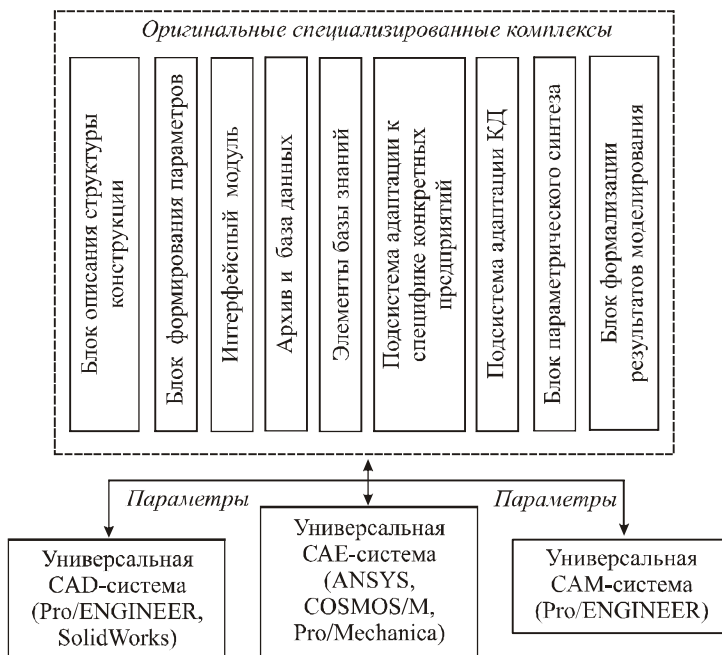 Оригинальные специализированные комплексы
Блок описания структуры
конструкции
Блок формирования параметров
Интерфейсный модуль
Архив и база данных
Элементы базы знаний
Подсистема адаптации к
специфике конкретных
предприятий
Подсистема адаптации КД
Блок параметрического синтеза
Блок формализации
результатов моделирования
Параметры
Параметры
Универсальная
CAD-система
(Pro/ENGINEER,
SolidWorks)
Универсальная
CAE-система
(ANSYS,
COSMOS/M,
Pro/Mechanica)
Универсальная
CAM-система
(Pro/ENGINEER)